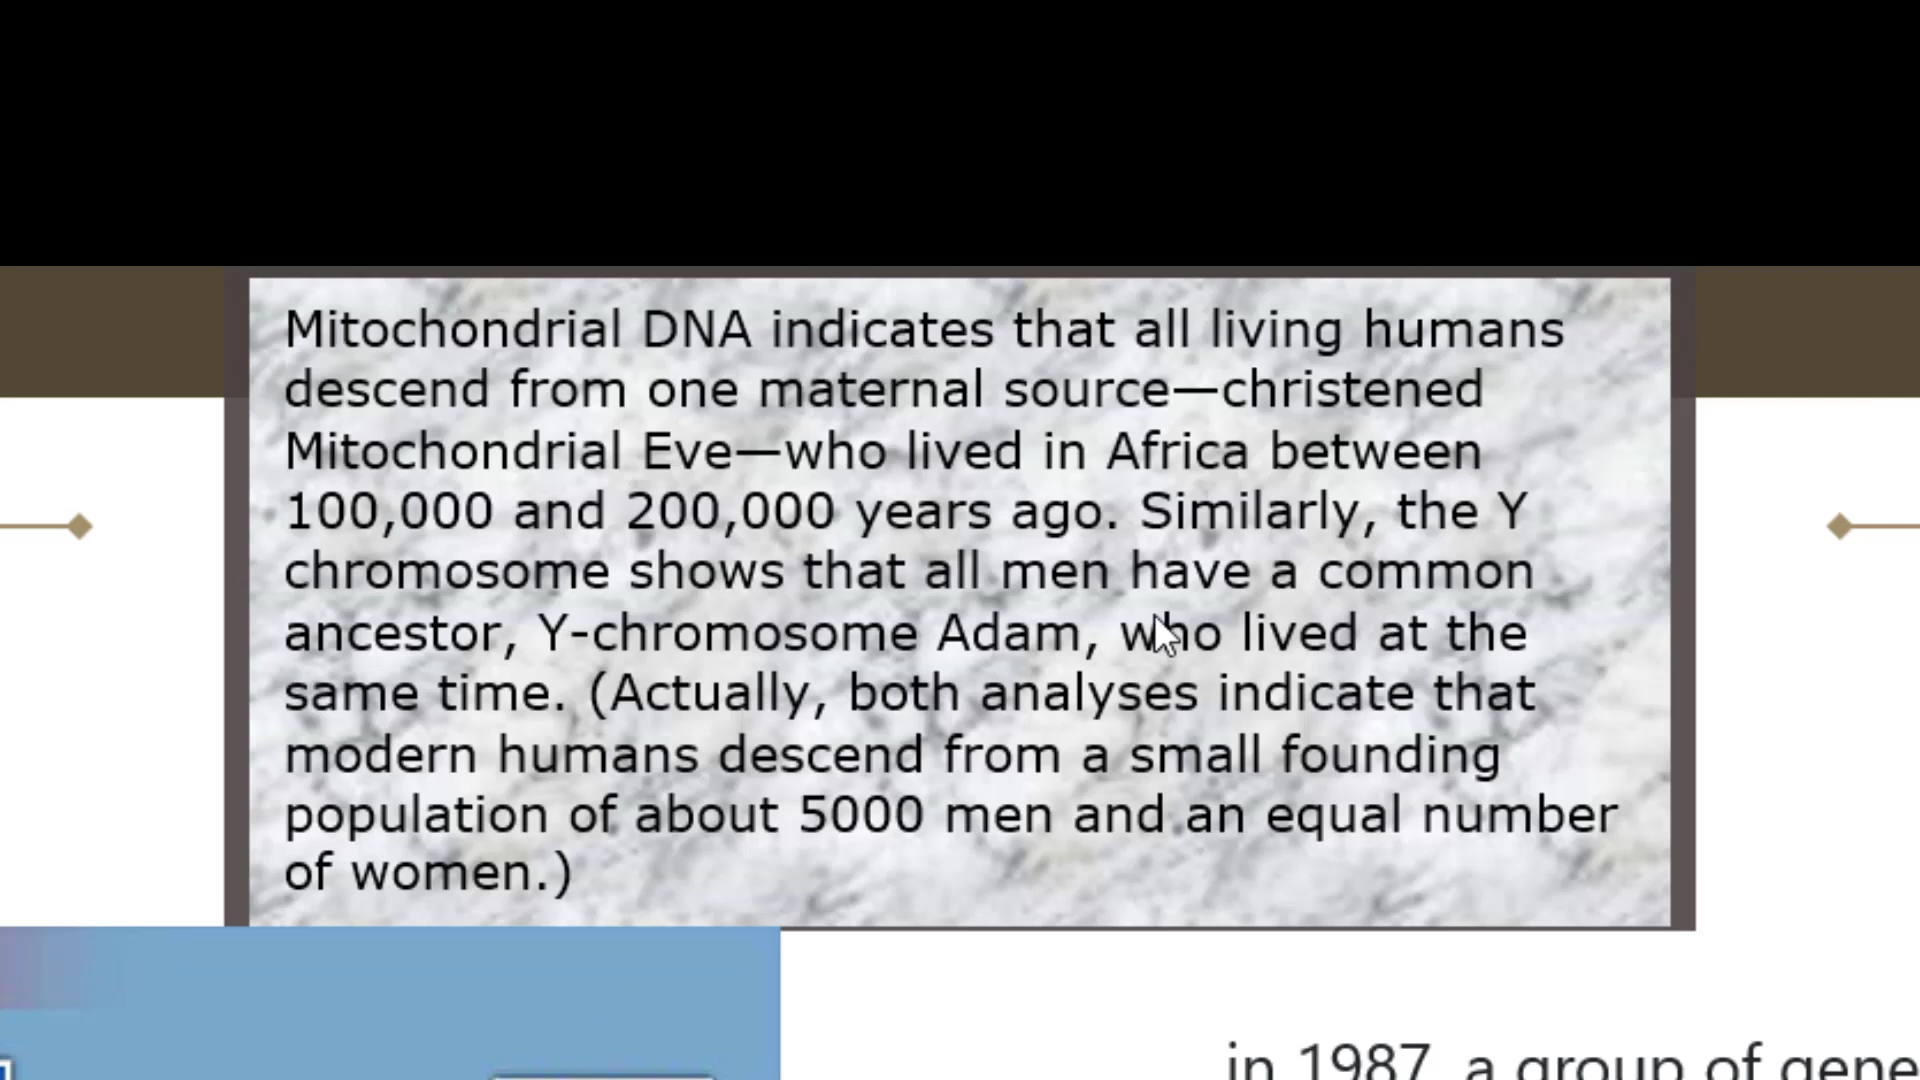 Mitochondrial DNA indicates that all living humans
descend from one maternal source—christened
Mitochondrial Eve—who lived in Africa between
100,000 and 200,000 years ago. Similarly, the Y
chromosome shows that all men have a common
ancestor, Y-chromosome Adam, who lived at the
same time. (Actually, both analyses indicate that
modern humans descend from a small founding
population of about 5000 men and an equal number
of women.)
in 1987, a group of gene